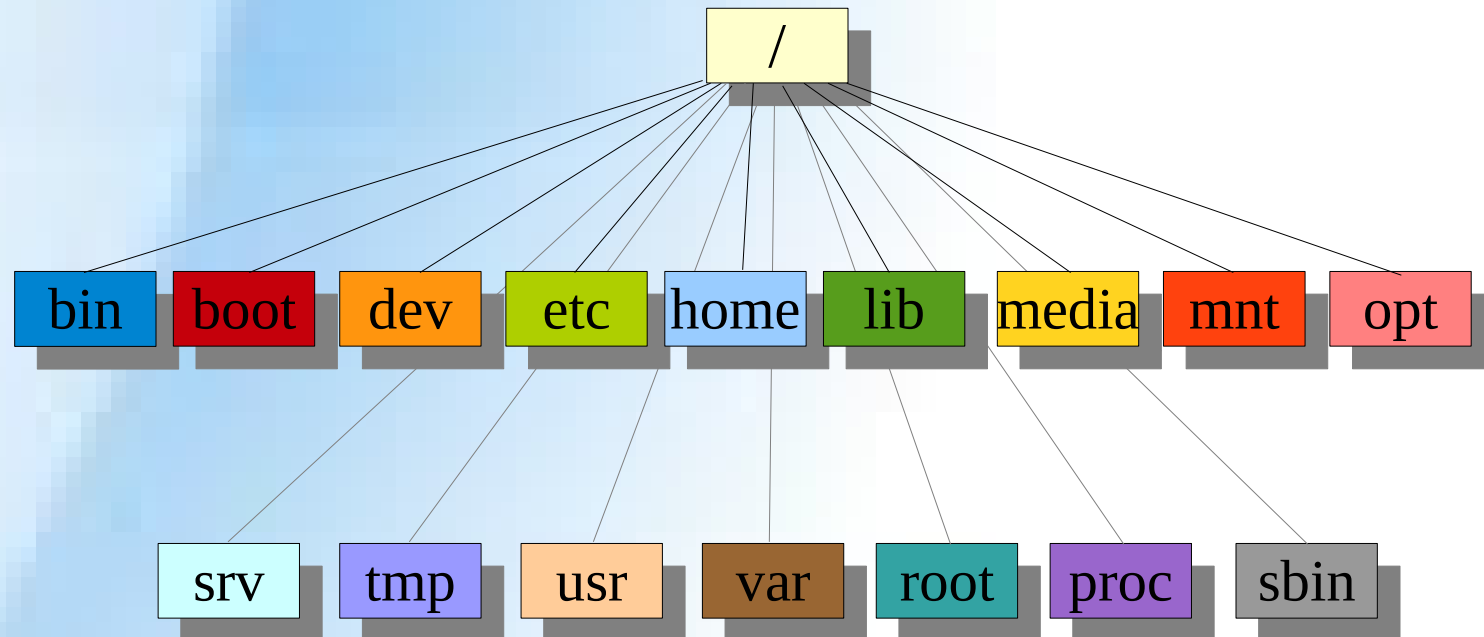 /
bin boot dev etc home lib media mnt opt
srv tmp usr var root proc sbin